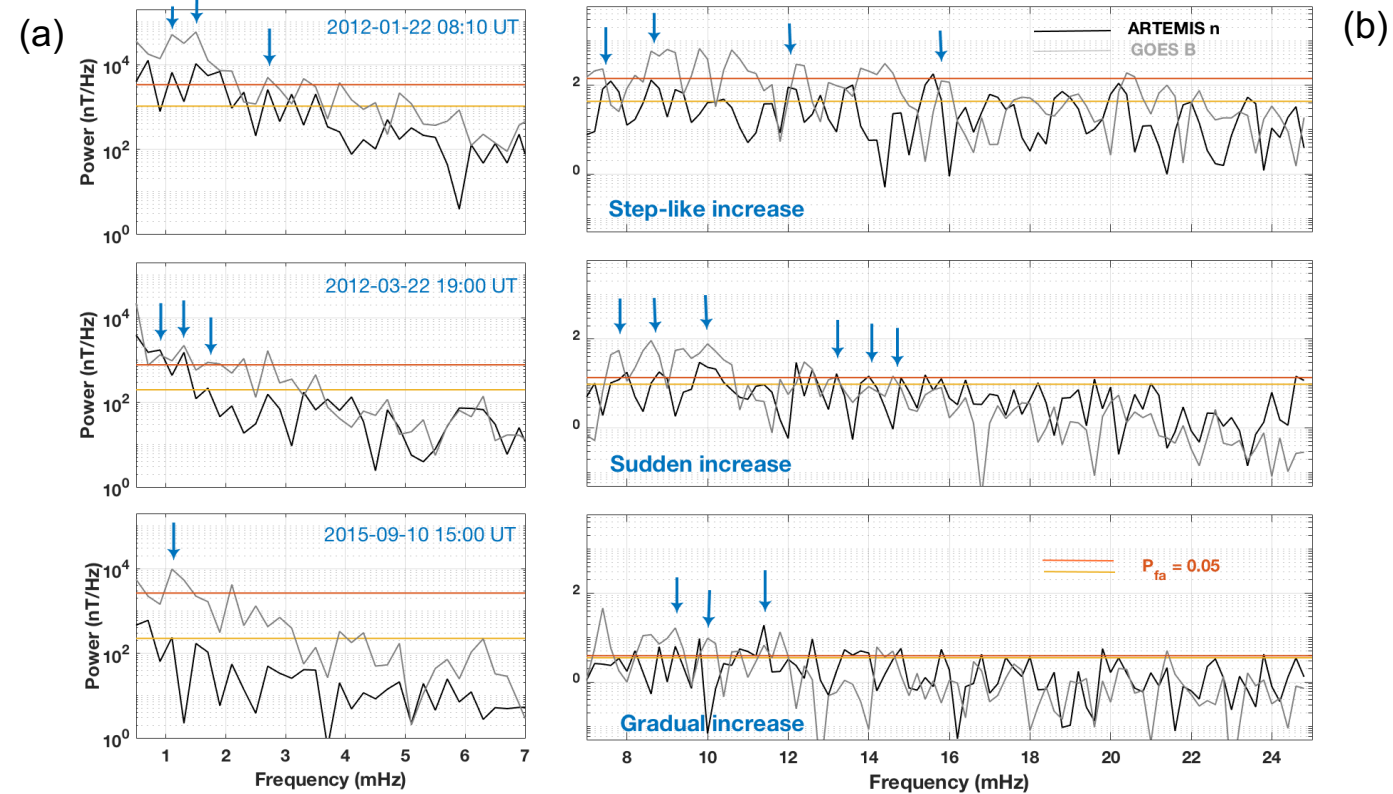 (a)
2012-01-22 08:10 UT
10^4
10^2
10^0
Power (nT/Hz)
ARTEMIS n
GOES B
(b)
2
0
Step-like increase
2012-03-22 19:00 UT
10^4
10^2
10^0
Power (nT/Hz)
2
0
Sudden increase
2015-09-10 15:00 UT
10^4
10^2
10^0
Power (nT/Hz)
1 2 3 4 5 6 7
Frequency (mHz)
P_fa = 0.05
2
0
Gradual increase
8 10 12 14 16 18 20 22 24
Frequency (mHz)